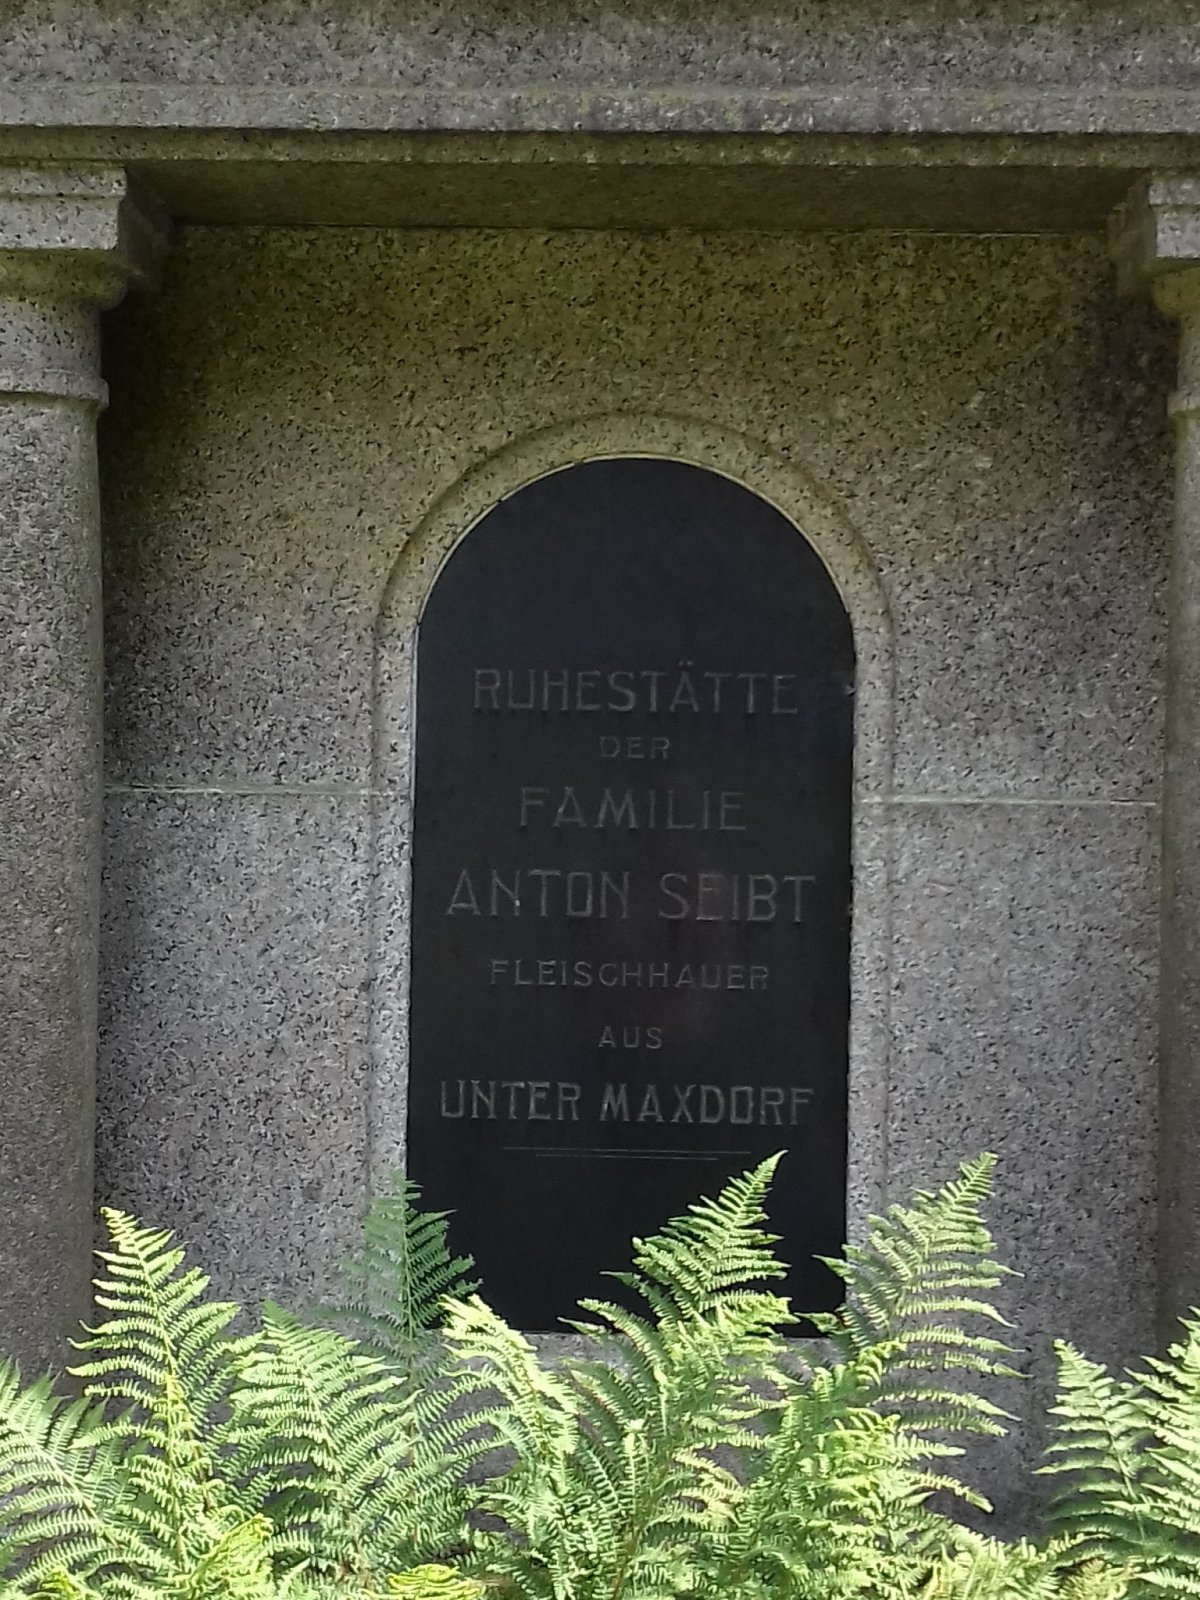 RUHESTÄTTE
DER
FAMILIE
ANTON SEIBT
FLEISCHHAUER
AUS
UNTER MAXDORF